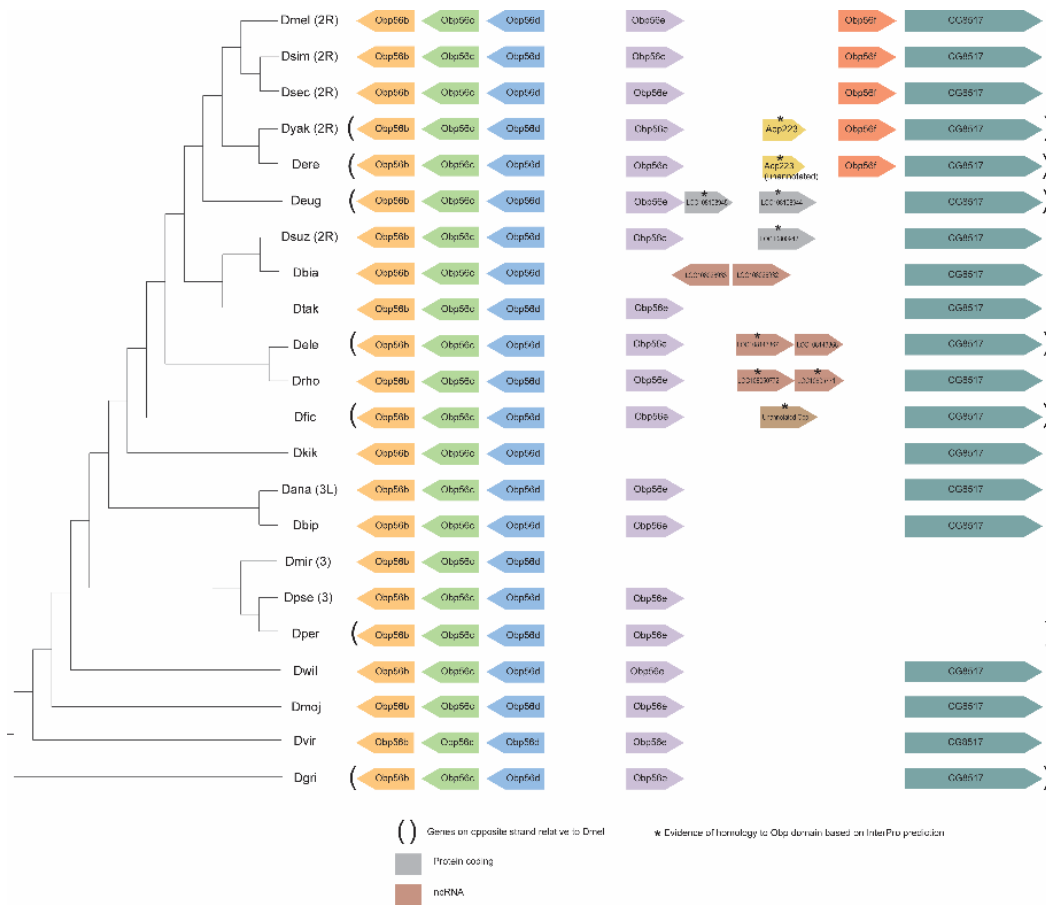 Dmel (2R) Obp56b Obp56c Obp56d Obp56e Obp56f CG8517
Dsim (2R) Obp56b Obp56c Obp56d Obp56e Obp56f CG8517
Dsec (2R) Obp56b Obp56c Obp56d Obp56e Obp56f CG8517
Dyak (2R) ( Obp56b Obp56c Obp56d Obp56e * Acp223 Obp56f CG8517 )
Dere ( Obp56b Obp56c Obp56d Obp56e * Acp223 Obp56f CG8517 )
(unannotated)
Deug ( Obp56b Obp56c Obp56d Obp56e * * CG8517 )
Dsuz (2R) Obp56b Obp56c Obp56d Obp56e * CG8517
Dbia Obp56b Obp56c Obp56d CG8517
Dtak Obp56b Obp56c Obp56d Obp56e CG8517
Dele ( Obp56b Obp56c Obp56d Obp56e * CG8517 )
Drho Obp56b Obp56c Obp56d Obp56e * * CG8517
Dfic ( Obp56b Obp56c Obp56d Obp56e * Unannotated Obp CG8517 )
Dkik Obp56b Obp56c Obp56d CG8517
Dana (3L) Obp56b Obp56c Obp56d Obp56e CG8517
Dbip Obp56b Obp56c Obp56d Obp56e CG8517
Dmir (3) Obp56b Obp56c Obp56d
Dpse (3) Obp56b Obp56c Obp56d Obp56e
Dper ( Obp56b Obp56c Obp56d Obp56e )
Dwil Obp56b Obp56c Obp56d Obp56e CG8517
Dmoj Obp56b Obp56c Obp56d Obp56e CG8517
Dvir Obp56b Obp56c Obp56d Obp56e CG8517
Dgri ( Obp56b Obp56c Obp56d Obp56e CG8517 )
( ) Genes on opposite strand relative to Dmel * Evidence of homology to Obp domain based on InterPro prediction
Protein coding
ncRNA